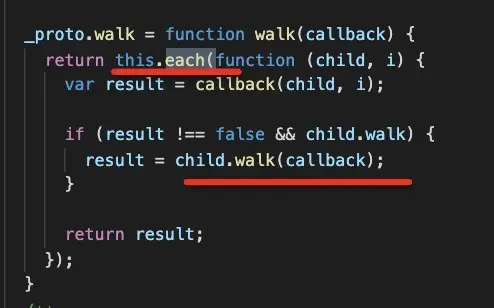 _proto.walk = function walk(callback) {
return this.each(function (child, i) {
var result = callback(child, i);
if (result !== false && child.walk) {
result = child.walk(callback);
}
return result;
});
}
/**